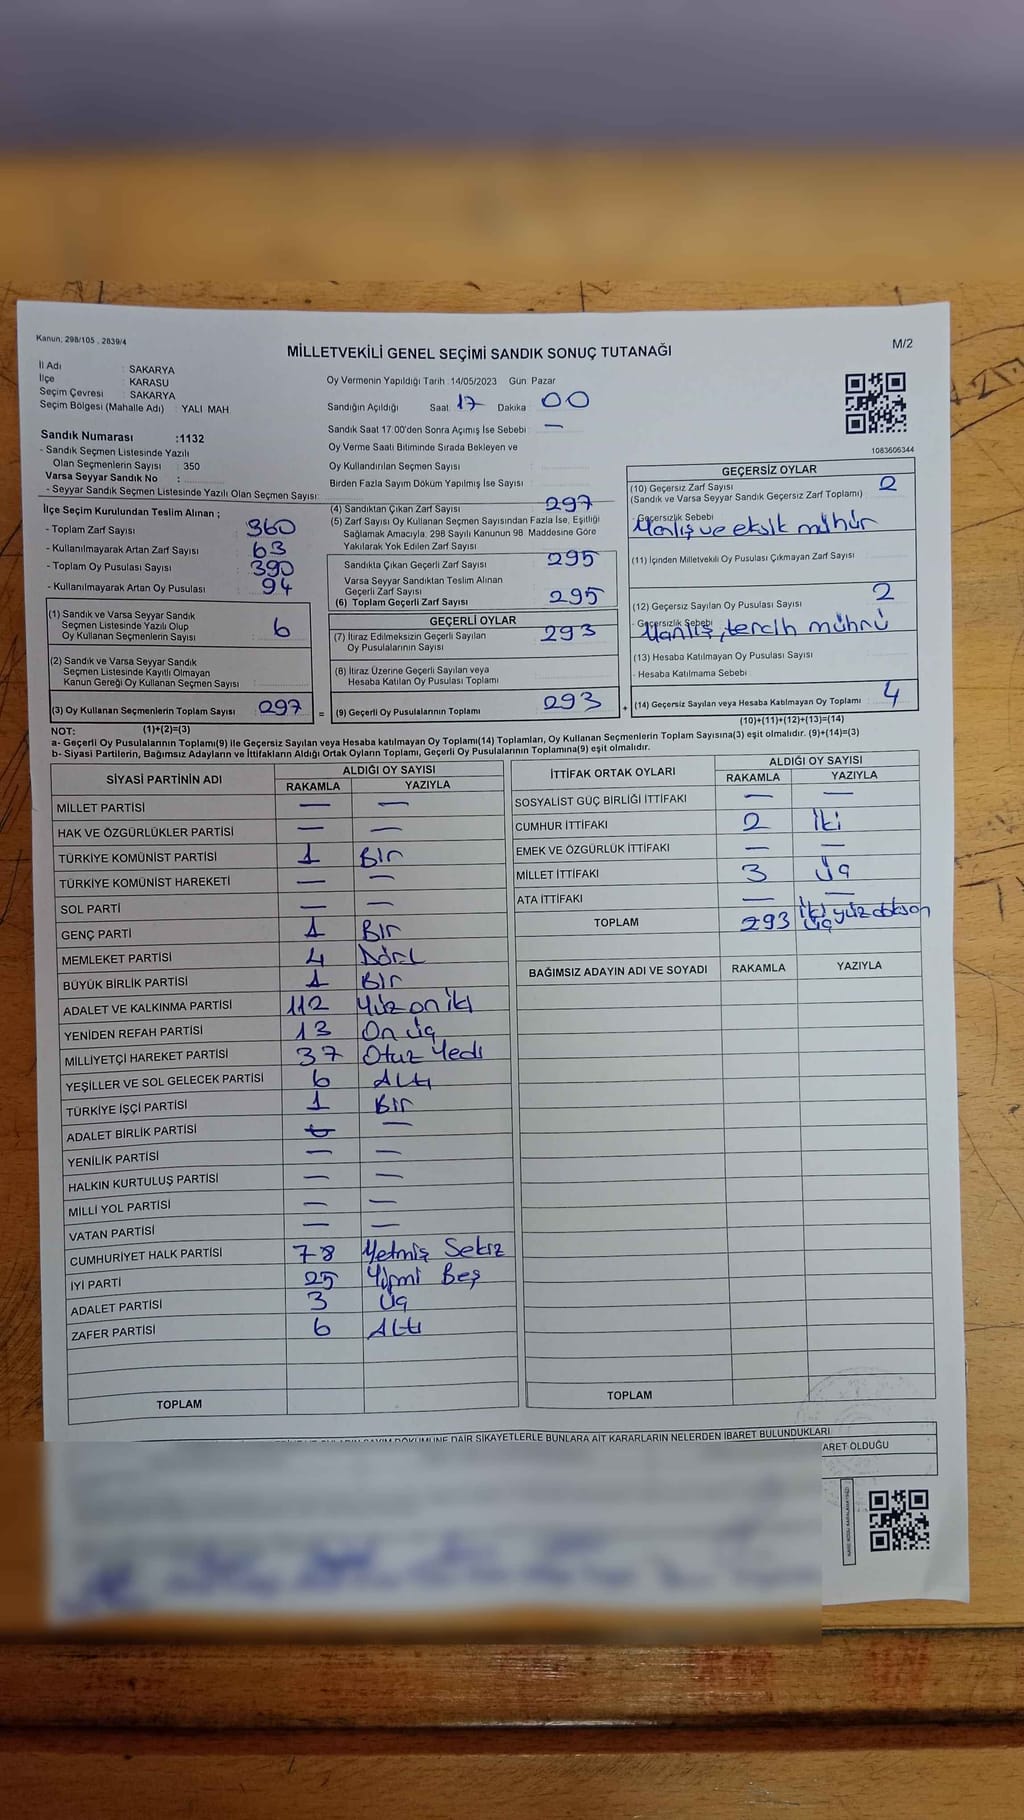 Kanun, 298/105 , 2839/4
MİLLETVEKİLİ GENEL SEÇİMİ SANDIK SONUÇ TUTANAĞI
M/2
İl Adı : SAKARYA
İlçe : KARASU
Seçim Çevresi : SAKARYA
Seçim Bölgesi (Mahalle Adı) : YALI MAH.
Oy Vermenin Yapıldığı Tarih :14/05/2023 Gün: Pazar
Sandığın Açıldığı Saat: 17 Dakika : 00
Sandık Saat 17.00'den Sonra Açımış İse Sebebi : —
Oy Verme Saati Bitiminde Sırada Bekleyen ve
Oy Kullandırılan Seçmen Sayısı :
Birden Fazla Sayım Döküm Yapılmış İse Sayısı :
1083606344
Sandık Numarası :1132
- Sandık Seçmen Listesinde Yazılı
Olan Seçmenlerin Sayısı : 350
Varsa Seyyar Sandık No :
- Seyyar Sandık Seçmen Listesinde Yazılı Olan Seçmen Sayısı:
İlçe Seçim Kurulundan Teslim Alınan ;
- Toplam Zarf Sayısı : 360
- Kullanılmayarak Artan Zarf Sayısı : 63
- Toplam Oy Pusulası Sayısı : 390
- Kullanılmayarak Artan Oy Pusulası : 94
(1) Sandık ve Varsa Seyyar Sandık
Seçmen Listesinde Yazılı Olup
Oy Kullanan Seçmenlerin Sayısı : 6
(2) Sandık ve Varsa Seyyar Sandık
Seçmen Listesinde Kayıtlı Olmayan
Kanun Gereği Oy Kullanan Seçmen Sayısı :
(3) Oy Kullanan Seçmenlerin Toplam Sayısı : 297
(4) Sandıktan Çıkan Zarf Sayısı : 297
(5) Zarf Sayısı Oy Kullanan Seçmen Sayısından Fazla İse, Eşitliği
Sağlamak Amacıyla, 298 Sayılı Kanunun 98. Maddesine Göre
Yakılarak Yok Edilen Zarf Sayısı :
Sandıkta Çıkan Geçerli Zarf Sayısı : 295
Varsa Seyyar Sandıktan Teslim Alınan
Geçerli Zarf Sayısı :
(6) Toplam Geçerli Zarf Sayısı : 295
GEÇERLİ OYLAR
(7) İtiraz Edilmeksizin Geçerli Sayılan
Oy Pusulalarının Sayısı : 293
(8) İtiraz Üzerine Geçerli Sayılan veya
Hesaba Katılan Oy Pusulası Toplamı :
= (9) Geçerli Oy Pusulalarının Toplamı : 293
GEÇERSİZ OYLAR
(10) Geçersiz Zarf Sayısı : 2
(Sandık ve Varsa Seyyar Sandık Geçersiz Zarf Toplamı)
- Geçersizlik Sebebi
Yanlış ve eksik mühür
(11) İçinden Milletvekili Oy Pusulası Çıkmayan Zarf Sayısı :
(12) Geçersiz Sayılan Oy Pusulası Sayısı : 2
- Geçersizlik Sebebi
Yanlış, tercih mührü
(13) Hesaba Katılmayan Oy Pusulası Sayısı :
- Hesaba Katılmama Sebebi
+ (14) Geçersiz Sayılan veya Hesaba Katılmayan Oy Toplamı : 4
NOT: (1)+(2)=(3)
(10)+(11)+(12)+(13)=(14)
a- Geçerli Oy Pusulalarının Toplamı(9) ile Geçersiz Sayılan veya Hesaba katılmayan Oy Toplamı(14) Toplamları, Oy Kullanan Seçmenlerin Toplam Sayısına(3) eşit olmalıdır. (9)+(14)=(3)
b- Siyasi Partilerin, Bağımsız Adayların ve İttifakların Aldığı Ortak Oyların Toplamı, Geçerli Oy Pusulalarının Toplamına(9) eşit olmalıdır.
SİYASİ PARTİNİN ADI ALDIĞI OY SAYISI
RAKAMLA YAZIYLA
MİLLET PARTİSİ — —
HAK VE ÖZGÜRLÜKLER PARTİSİ — —
TÜRKİYE KOMÜNİST PARTİSİ 1 Bir
TÜRKİYE KOMÜNİST HAREKETİ — —
SOL PARTİ — —
GENÇ PARTİ 1 Bir
MEMLEKET PARTİSİ 4 Dört
BÜYÜK BİRLİK PARTİSİ 1 Bir
ADALET VE KALKINMA PARTİSİ 112 Yüz on iki
YENİDEN REFAH PARTİSİ 13 On üç
MİLLİYETÇİ HAREKET PARTİSİ 37 Otuz Yedi
YEŞİLLER VE SOL GELECEK PARTİSİ 6 Altı
TÜRKİYE İŞÇİ PARTİSİ 1 Bir
ADALET BİRLİK PARTİSİ —
YENİLİK PARTİSİ — —
HALKIN KURTULUŞ PARTİSİ — —
MİLLİ YOL PARTİSİ — —
VATAN PARTİSİ — —
CUMHURİYET HALK PARTİSİ 78 Yetmiş Sekiz
İYİ PARTİ 25 Yirmi Beş
ADALET PARTİSİ 3 Üç
ZAFER PARTİSİ 6 Altı
TOPLAM
İTTİFAK ORTAK OYLARI ALDIĞI OY SAYISI
RAKAMLA YAZIYLA
SOSYALİST GÜÇ BİRLİĞİ İTTİFAKI — —
CUMHUR İTTİFAKI 2 İki
EMEK VE ÖZGÜRLÜK İTTİFAKI — —
MİLLET İTTİFAKI 3 Üç
ATA İTTİFAKI — —
TOPLAM 293 İki yüz doksan üç
BAĞIMSIZ ADAYIN ADI VE SOYADI RAKAMLA YAZIYLA
TOPLAM
SAYIM DÖKÜMÜNE DAİR ŞİKAYETLERLE BUNLARA AİT KARARLARIN NELERDEN İBARET BULUNDUKLARI
ARET OLDUĞU